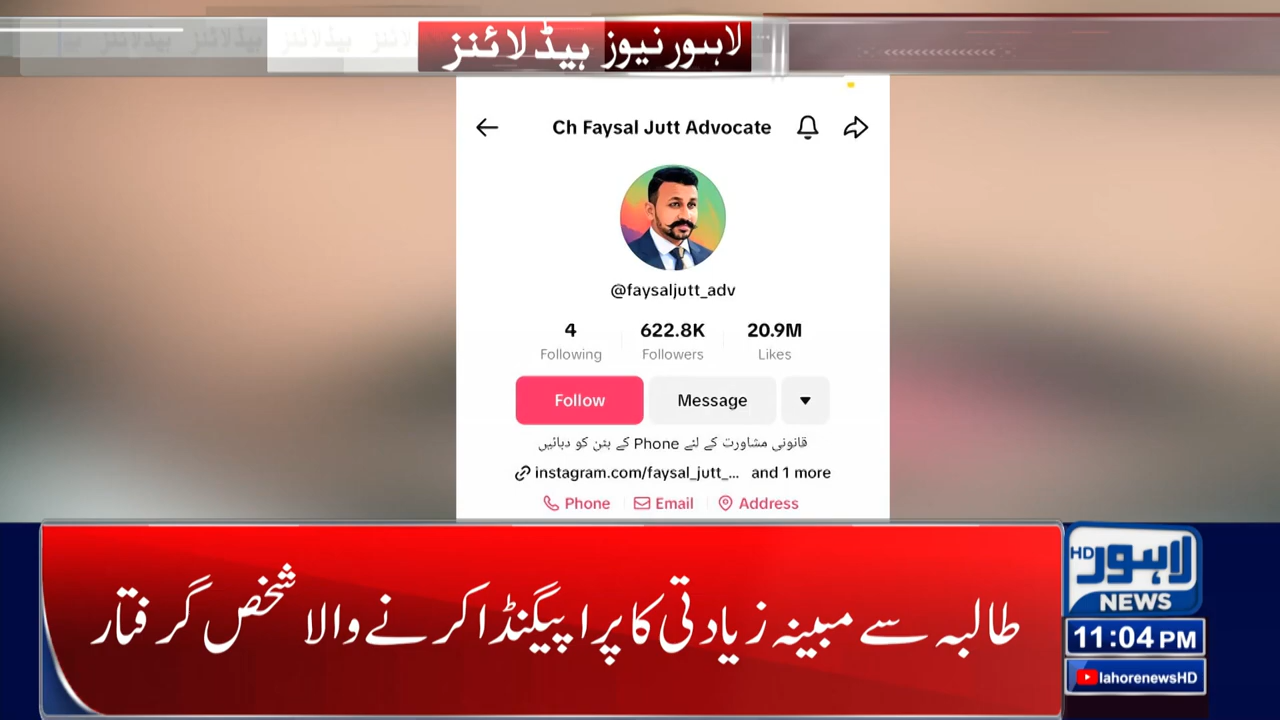 لاہور نیوز ہیڈلائنز
Ch Faysal Jutt Advocate
@faysaljutt_adv
4 622.8K 20.9M
Following Followers Likes
Follow Message
قانونی مشاورت کے لئے Phone کے بٹن کو دبائیں
instagram.com/faysal_jutt_... and 1 more
Phone Email Address
طالبہ سے مبینہ زیادتی کا پراپیگنڈا کرنے والا شخص گرفتار
لاہور HD
NEWS
11:04 PM
lahorenewsHD